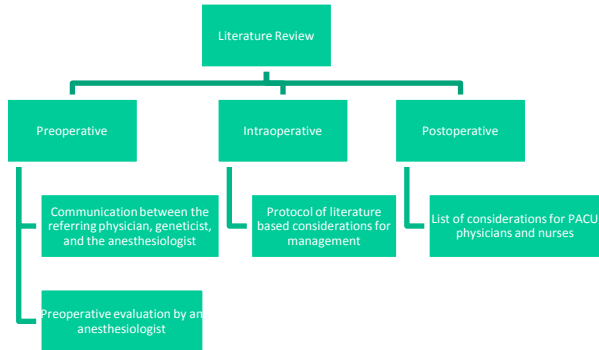 Literature Review
Preoperative
Intraoperative
Postoperative
Communication between the
referring physician, geneticist,
and the anesthesiologist
Protocol of literature
based considerations for
management
List of considerations for PACU
physicians and nurses
Preoperative evaluation by an
anesthesiologist